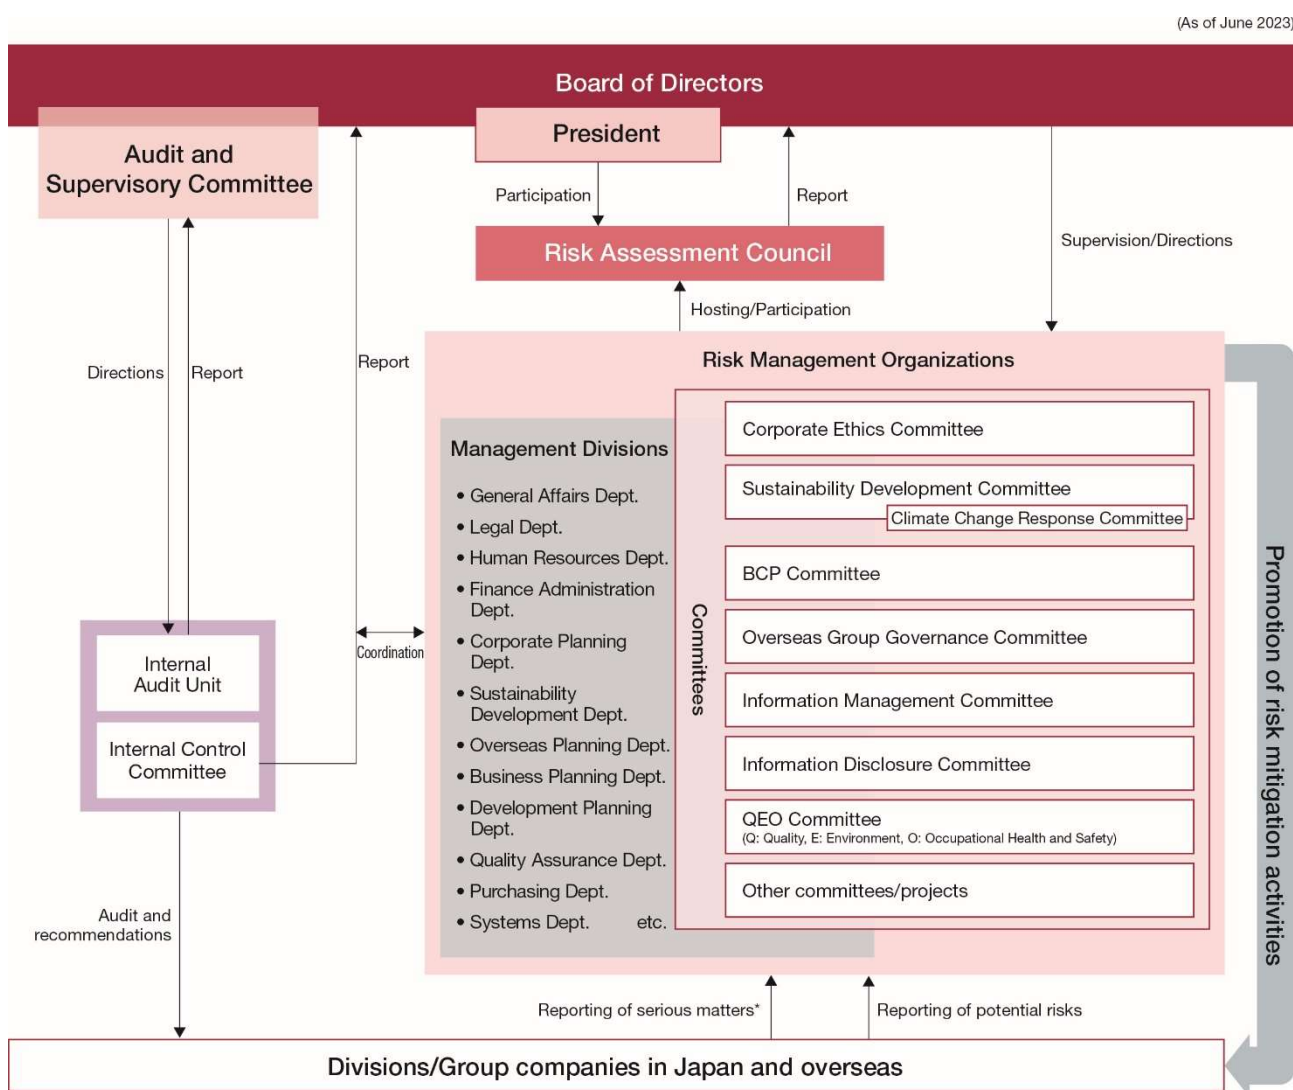 (As of June 2023)
Board of Directors
President
Audit and
Supervisory Committee
Participation
Report
Risk Assessment Council
Supervision/Directions
Hosting/Participation
Directions
Report
Report
Risk Management Organizations
Management Divisions
• General Affairs Dept.
• Legal Dept.
• Human Resources Dept.
• Finance Administration
Dept.
• Corporate Planning
Dept.
• Sustainability
Development Dept.
• Overseas Planning Dept.
• Business Planning Dept.
• Development Planning
Dept.
• Quality Assurance Dept.
• Purchasing Dept.
• Systems Dept. etc.
Committees
Corporate Ethics Committee
Sustainability Development Committee
Climate Change Response Committee
BCP Committee
Overseas Group Governance Committee
Information Management Committee
Information Disclosure Committee
QEO Committee
(Q: Quality, E: Environment, O: Occupational Health and Safety)
Other committees/projects
Coordination
Internal
Audit Unit
Internal Control
Committee
Audit and
recommendations
Promotion of risk mitigation activities
Reporting of serious matters*
Reporting of potential risks
Divisions/Group companies in Japan and overseas